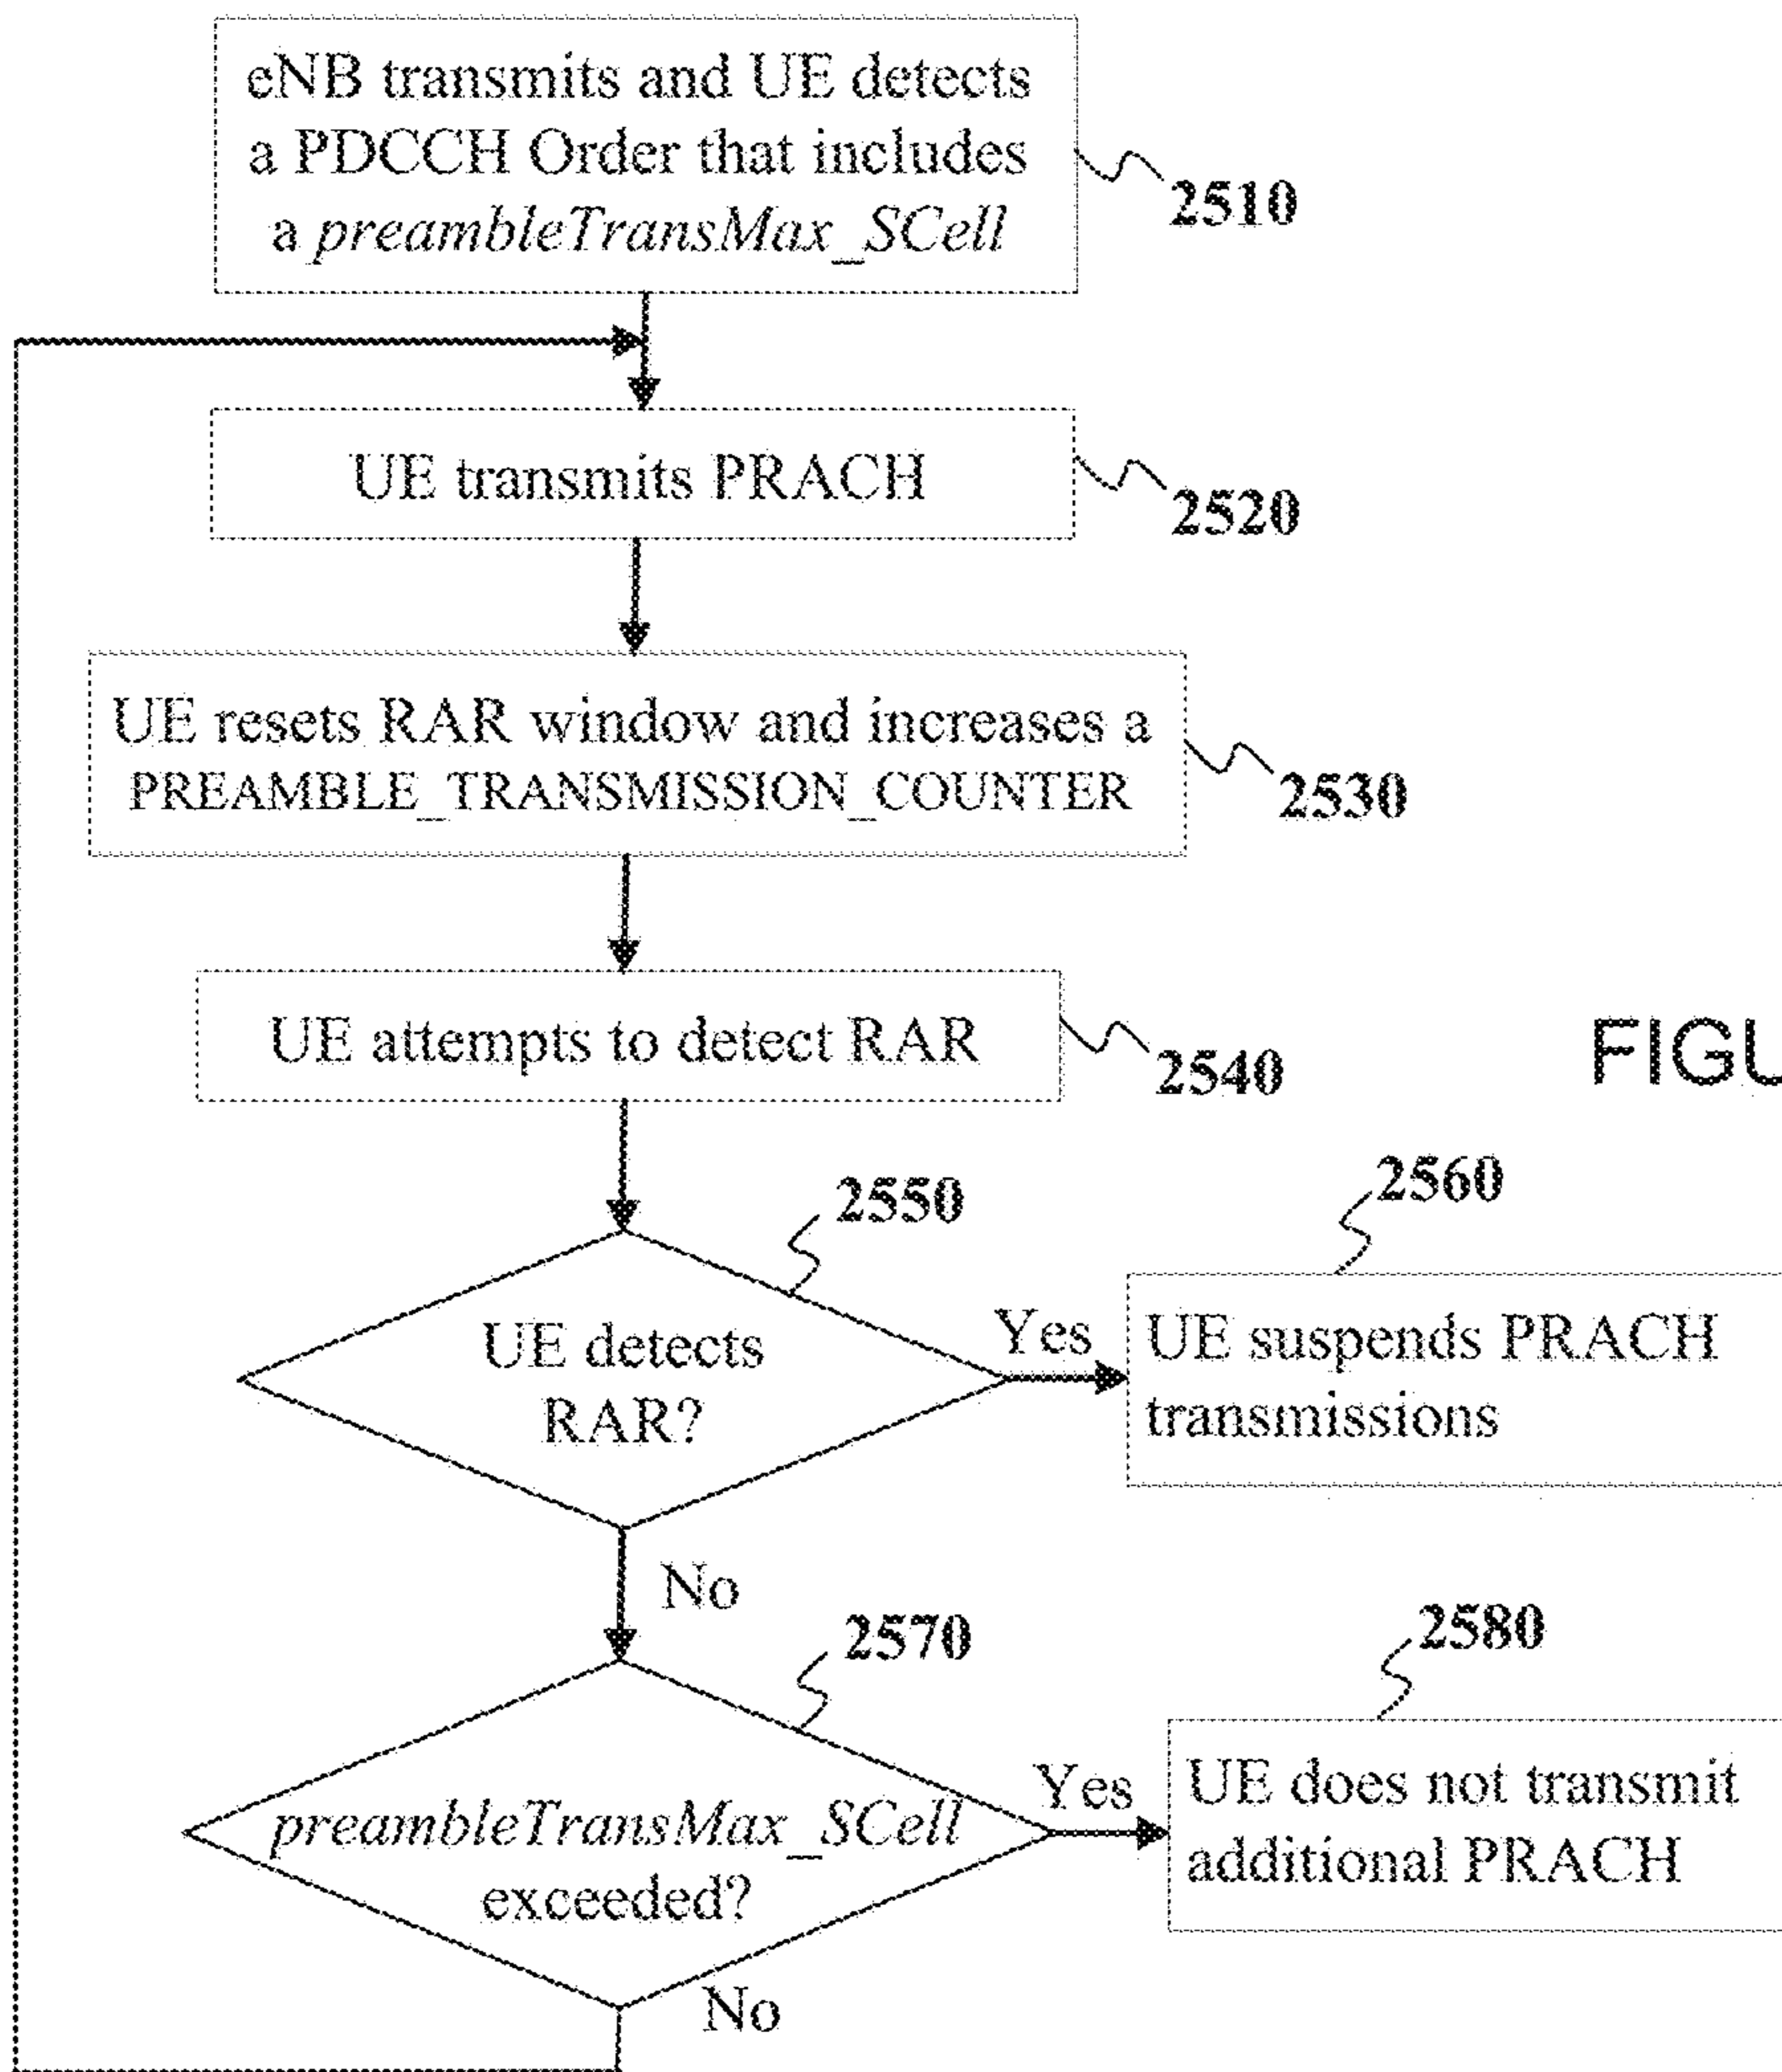 eNB transmits and UE detects
a PDCCH Order that includes
a preambleTransMax_SCell
2510
UE transmits PRACH
2520
UE resets RAR window and increases a
PREAMBLE_TRANSMISSION_COUNTER
2530
UE attempts to detect RAR
2540
FIGU
2550
2560
UE detects
RAR?
Yes
UE suspends PRACH
transmissions
No
2570
2580
preambleTransMax_SCell
exceeded?
Yes
UE does not transmit
additional PRACH
No